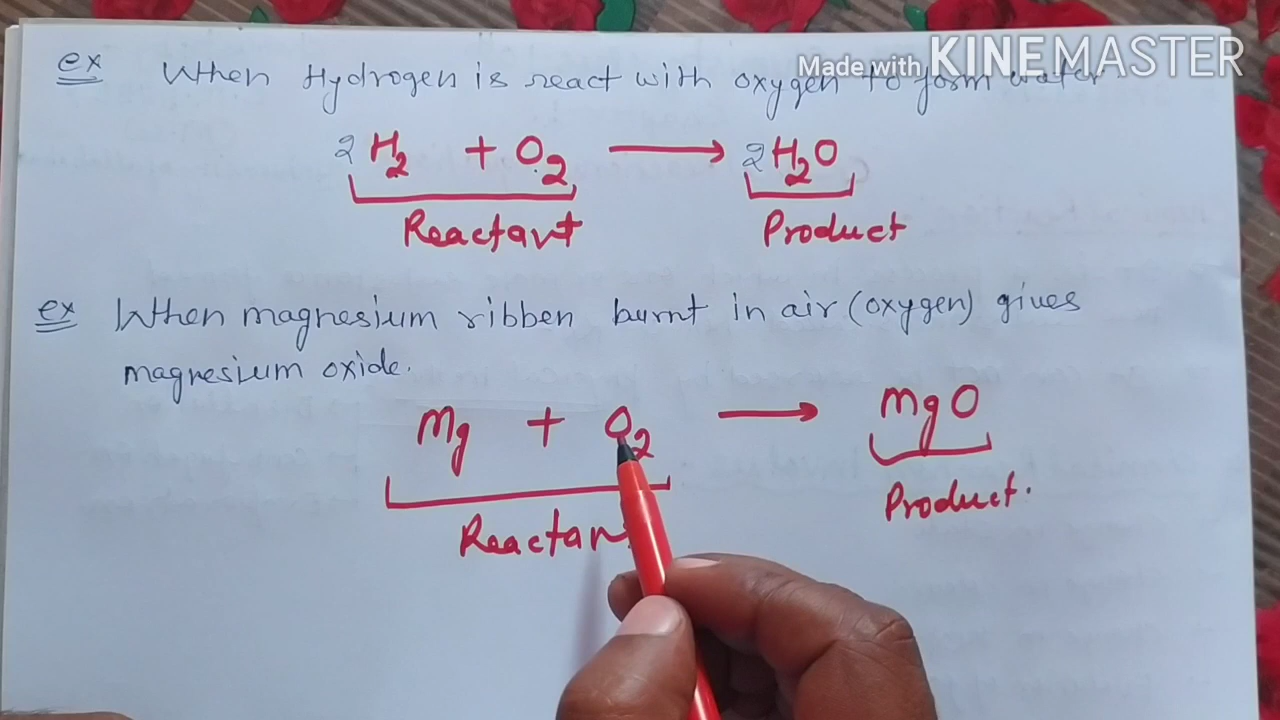 Made with KINEMASTER
ex When Hydrogen is react with oxygen to form water
2H2 + O2 → 2H2O
Reactant Product
ex When magnesium ribben burnt in air (oxygen) gives
magnesium oxide.
Mg + O2 → MgO
Reactan Product.